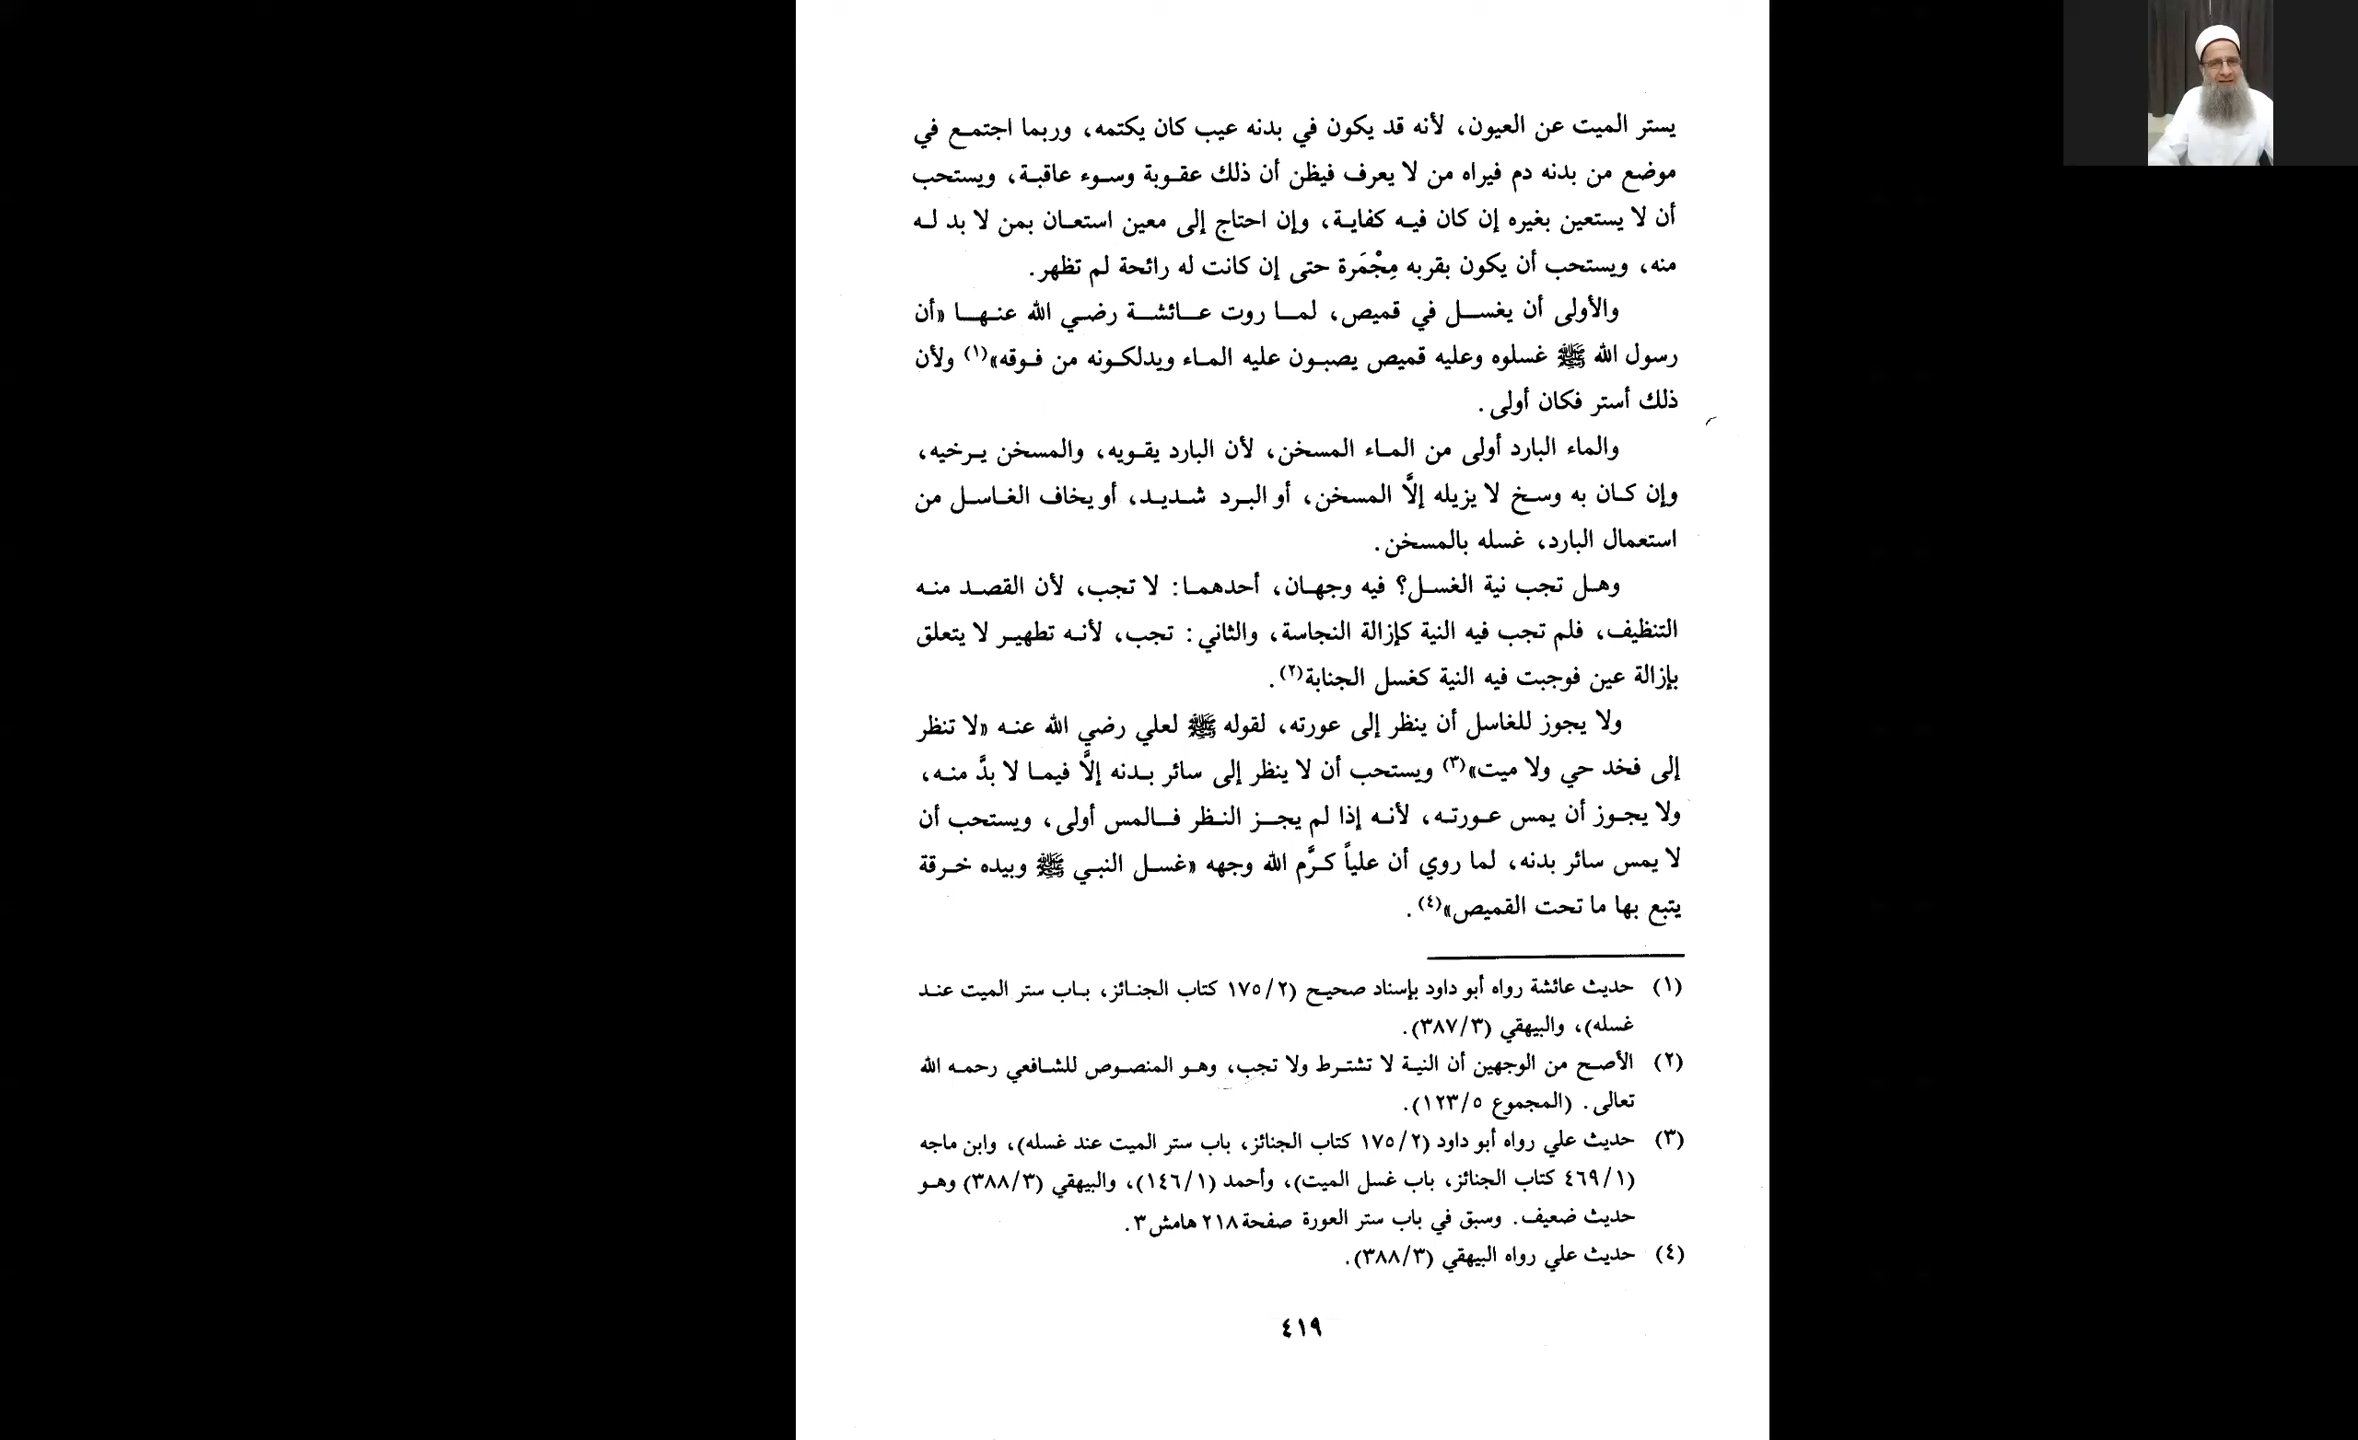 يستر الميت عن العيون، لأنه قد يكون في بدنه عيب كان يكتمه، وربما اجتمع في
موضع من بدنه دم فيراه من لا يعرف فيظن أن ذلك عقوبة وسوء عاقبة، ويستحب
أن لا يستعين بغيره إن كان فيه كفاية، وإن احتاج إلى معين استعان بمن لا بد له
منه، ويستحب أن يكون بقربه مِجْمَرة حتى إن كانت له رائحة لم تظهر.
والأولى أن يغسل في قميص، لما روت عائشة رضي الله عنها «أن
رسول الله ﷺ غسلوه وعليه قميص يصبون عليه الماء ويدلكونه من فوقه»(١) ولأن
ذلك أستر فكان أولى.
والماء البارد أولى من الماء المسخن، لأن البارد يقويه، والمسخن يرخيه،
وإن كان به وسخ لا يزيله إلَّا المسخن، أو البرد شديد، أو يخاف الغاسل من
استعمال البارد، غسله بالمسخن.
وهل تجب نية الغسل؟ فيه وجهان، أحدهما: لا تجب، لأن القصد منه
التنظيف، فلم تجب فيه النية كإزالة النجاسة، والثاني: تجب، لأنه تطهير لا يتعلق
بإزالة عين فوجبت فيه النية كغسل الجنابة(٢).
ولا يجوز للغاسل أن ينظر إلى عورته، لقوله ﷺ لعلي رضي الله عنه «لا تنظر
إلى فخد حي ولا ميت»(٣) ويستحب أن لا ينظر إلى سائر بدنه إلَّا فيما لا بدَّ منه،
ولا يجوز أن يمس عورته، لأنه إذا لم يجز النظر فالمس أولى، ويستحب أن
لا يمس سائر بدنه، لما روي أن علياً كرَّم الله وجهه «غسل النبي ﷺ وبيده خرقة
يتبع بها ما تحت القميص»(٤).
(١) حديث عائشة رواه أبو داود بإسناد صحيح (٢/١٧٥ كتاب الجنائز، باب ستر الميت عند
غسله)، والبيهقي (٣/٣٨٧).
(٢) الأصح من الوجهين أن النية لا تشترط ولا تجب، وهو المنصوص للشافعي رحمه الله
تعالى. (المجموع ٥/١٢٣).
(٣) حديث علي رواه أبو داود (٢/١٧٥ كتاب الجنائز، باب ستر الميت عند غسله)، وابن ماجه
(١/٤٦٩ كتاب الجنائز، باب غسل الميت)، وأحمد (١/١٤٦)، والبيهقي (٣/٣٨٨) وهو
حديث ضعيف. وسبق في باب ستر العورة صفحة ٢١٨ هامش ٣.
(٤) حديث علي رواه البيهقي (٣/٣٨٨).
٤١٩